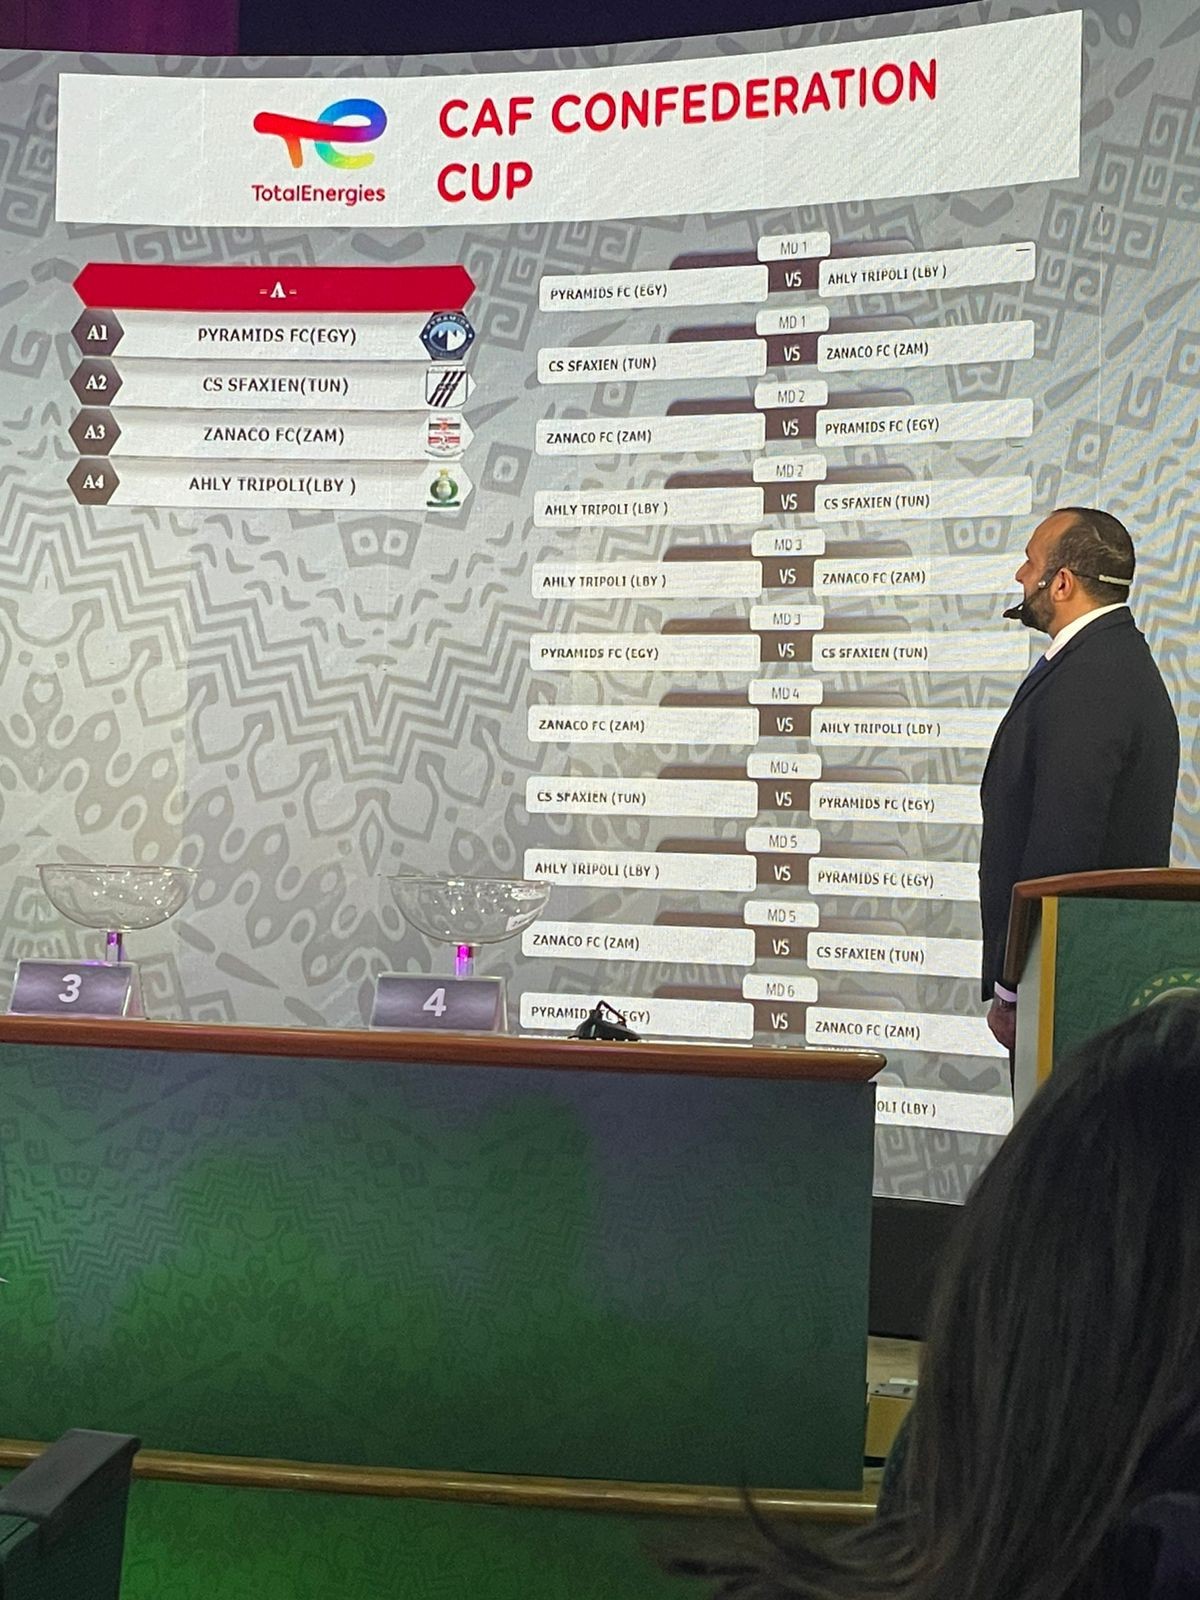 TotalEnergies
CAF CONFEDERATION
CUP
- A -
A1 PYRAMIDS FC(EGY)
A2 CS SFAXIEN(TUN)
A3 ZANACO FC(ZAM)
A4 AHLY TRIPOLI(LBY )
MD 1
PYRAMIDS FC (EGY) VS AHLY TRIPOLI (LBY )
MD 1
CS SFAXIEN (TUN) VS ZANACO FC (ZAM)
MD 2
ZANACO FC (ZAM) VS PYRAMIDS FC (EGY)
MD 2
AHLY TRIPOLI (LBY ) VS CS SFAXIEN (TUN)
MD 3
AHLY TRIPOLI (LBY ) VS ZANACO FC (ZAM)
MD 3
PYRAMIDS FC (EGY) VS CS SFAXIEN (TUN)
MD 4
ZANACO FC (ZAM) VS AHLY TRIPOLI (LBY )
MD 4
CS SFAXIEN (TUN) VS PYRAMIDS FC (EGY)
MD 5
AHLY TRIPOLI (LBY ) VS PYRAMIDS FC (EGY)
MD 5
ZANACO FC (ZAM) VS CS SFAXIEN (TUN)
MD 6
PYRAMIDS FC (EGY) VS ZANACO FC (ZAM)
OLI (LBY )
3
4